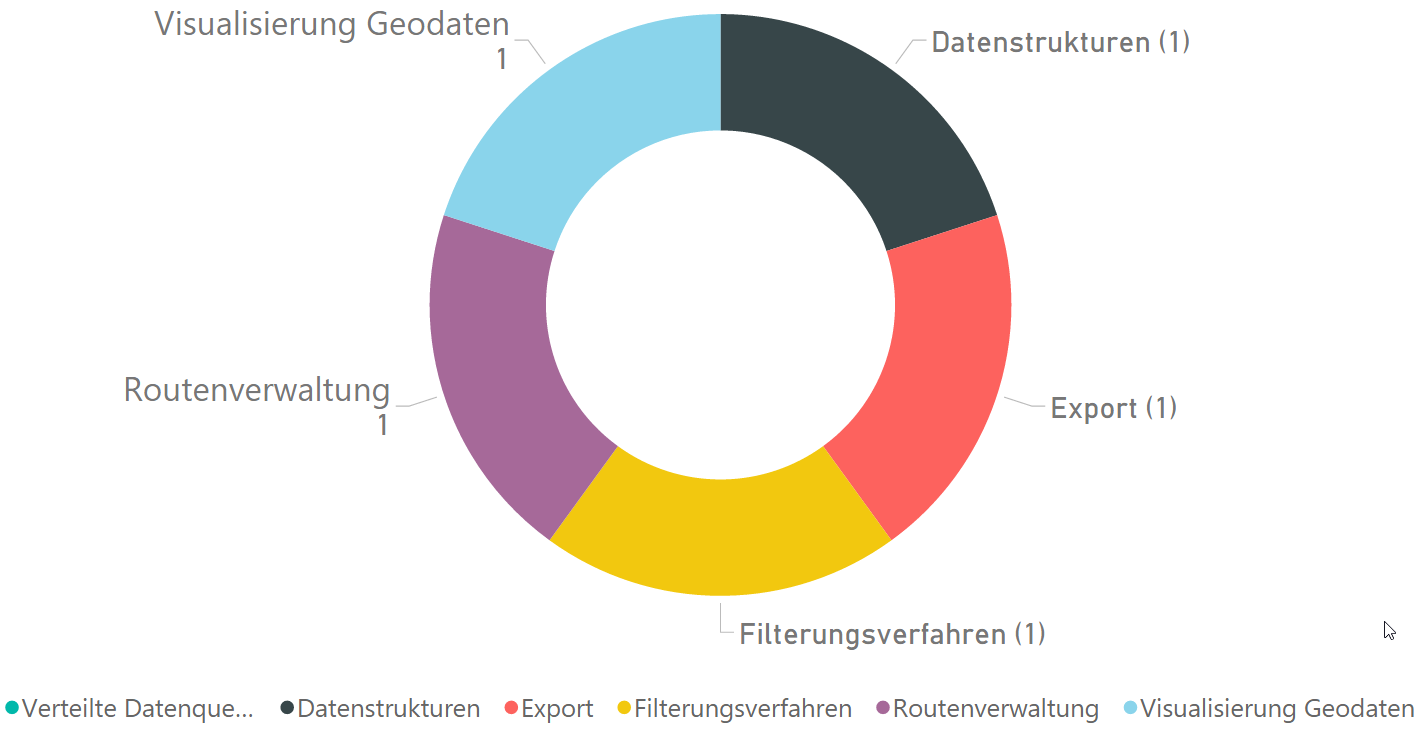 Visualisierung Geodaten
1
Datenstrukturen (1)
Routenverwaltung
1
Export (1)
Filterungsverfahren (1)
Verteilte Datenque...
Datenstrukturen
Export
Filterungsverfahren
Routenverwaltung
Visualisierung Geodaten